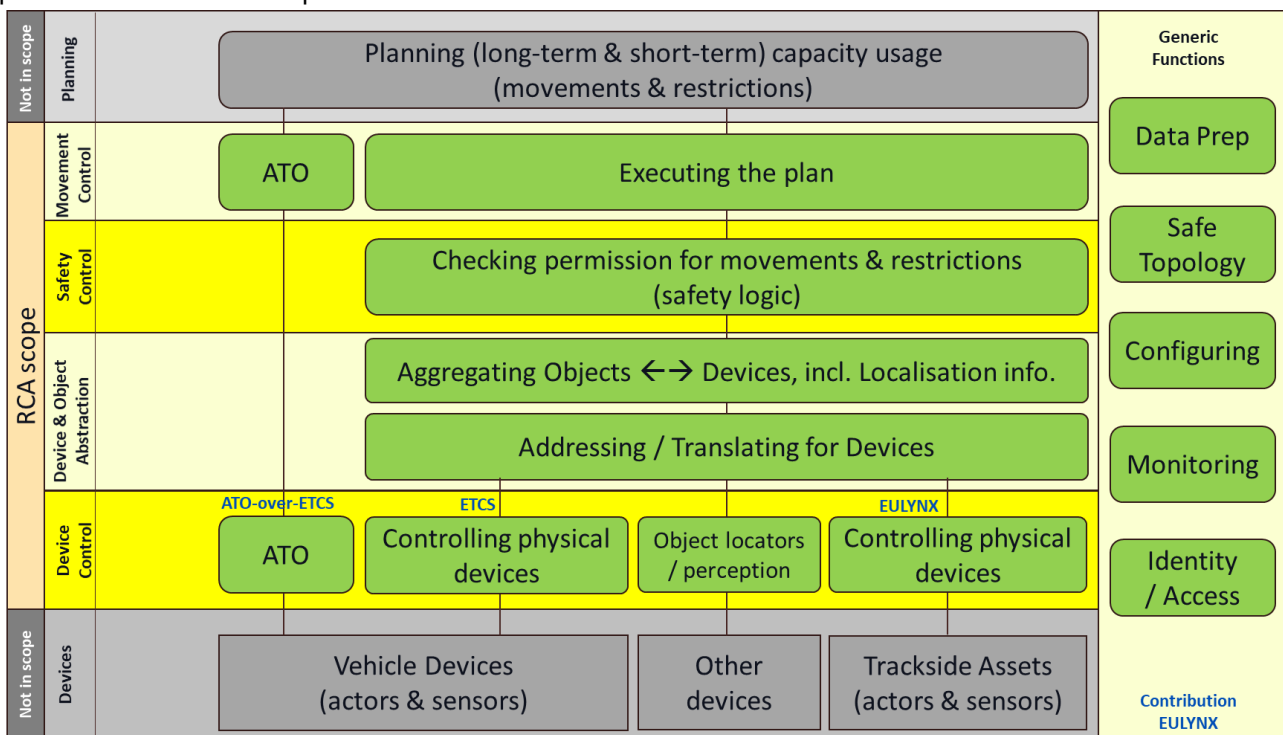 Not in scope
Planning
Planning (long-term & short-term) capacity usage
(movements & restrictions)
RCA scope
Movement
Control
ATO
Executing the plan
Safety
Control
Checking permission for movements & restrictions
(safety logic)
Device & Object
Abstraction
Aggregating Objects ←→ Devices, incl. Localisation info.
Addressing / Translating for Devices
Device
Control
ATO-over-ETCS
ETCS
EULYNX
ATO
Controlling physical
devices
Object locators
/ perception
Controlling physical
devices
Not in scope
Devices
Vehicle Devices
(actors & sensors)
Other
devices
Trackside Assets
(actors & sensors)
Generic
Functions
Data Prep
Safe
Topology
Configuring
Monitoring
Identity
/ Access
Contribution
EULYNX